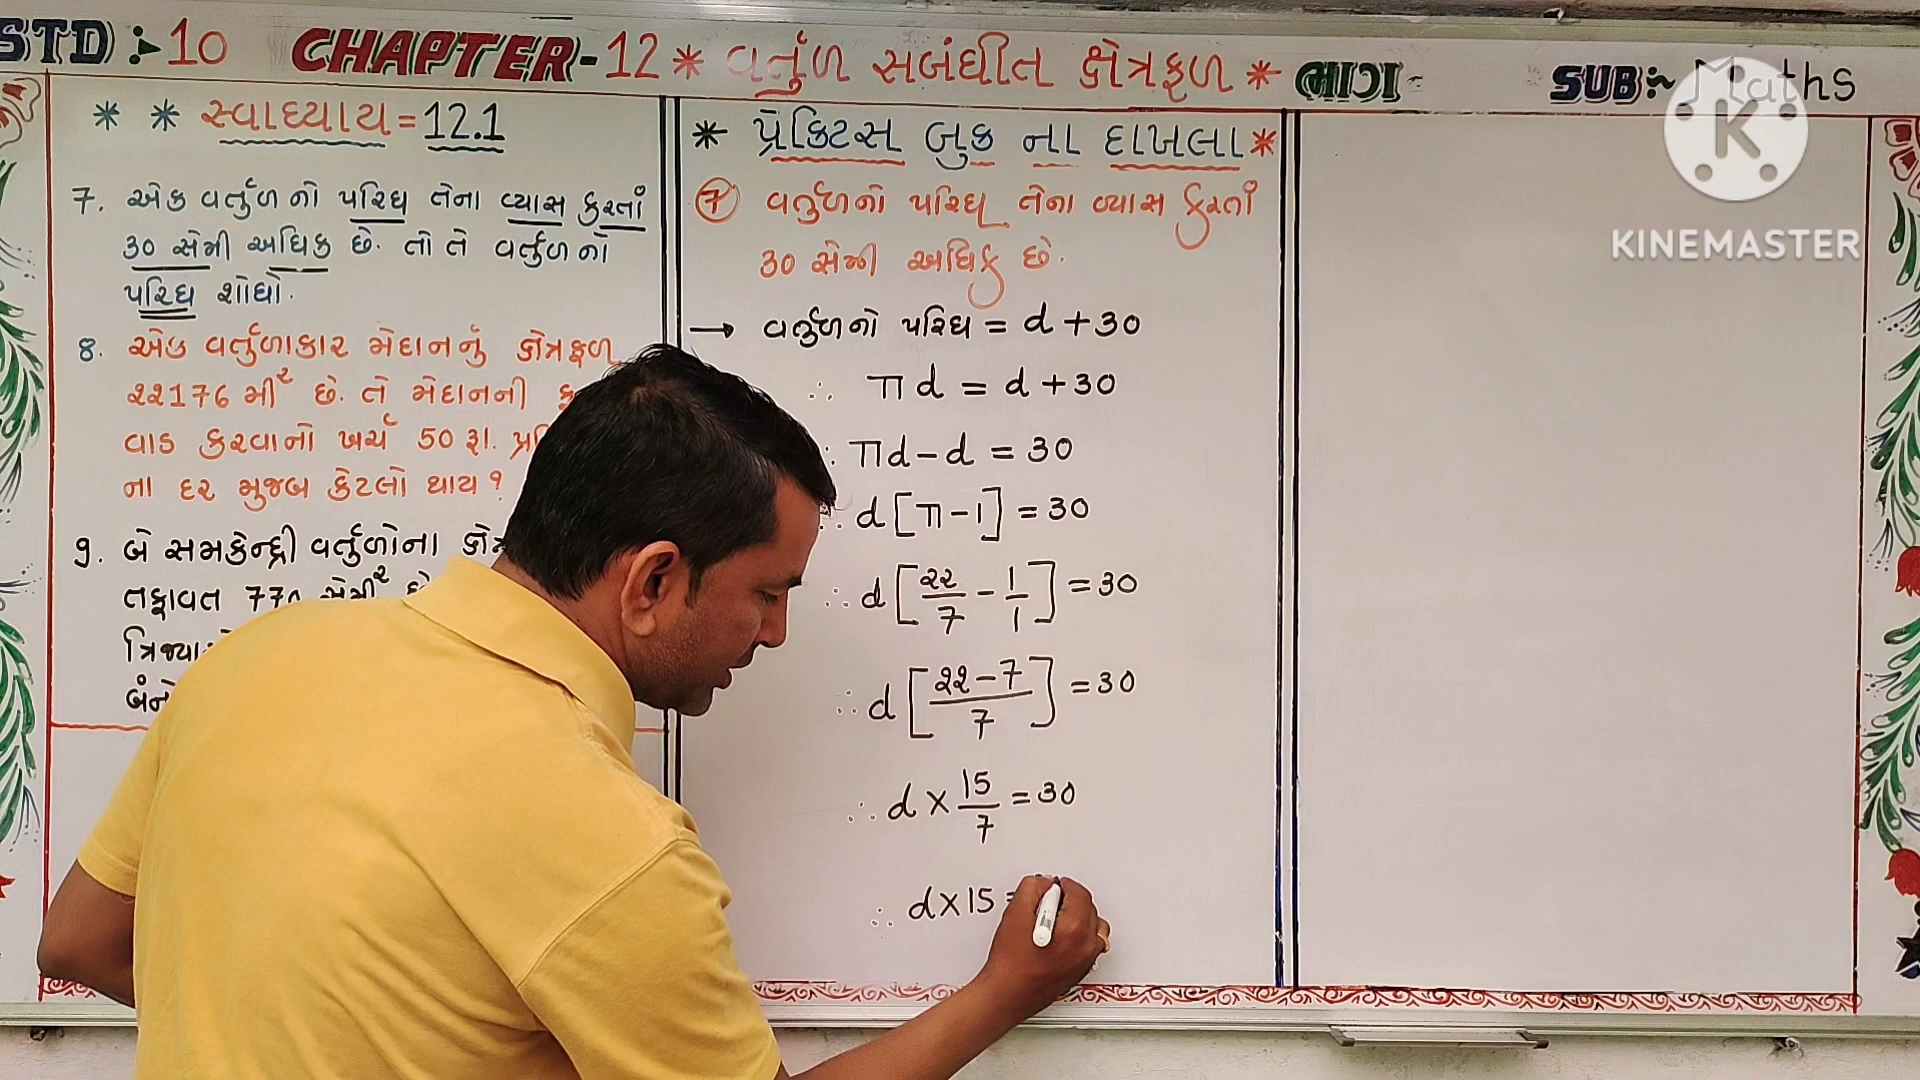 STD :- 10 CHAPTER-12 * વર્તુળ સબંધીત ક્ષેત્રફળ * ભાગ- SUB:- Maths
K
KINEMASTER
* * સ્વાધ્યાય = 12.1
7. એક વર્તુળનો પરિઘ તેના વ્યાસ કરતાં
30 સેમી અધિક છે. તો તે વર્તુળનો
પરિઘ શોધો.
8. એક વર્તુળાકાર મેદાનનું ક્ષેત્રફળ
22176 મી² છે. તે મેદાનની
વાડ કરવાનો ખર્ચ 50 રૂા.
ના દર મુજબ કેટલો થાય ?
9. બે સમકેન્દ્રી વર્તુળોના
તફાવત 770 સેમી²
* પ્રેક્ટિસ બુક ના દાખલા *
7 વર્તુળનો પરિઘ તેના વ્યાસ કરતાં
30 સેમી અધિક છે.
→ વર્તુળનો પરિઘ = d + 30
∴ πd = d + 30
∴ πd - d = 30
∴ d [π - 1] = 30
∴ d [22/7 - 1/1] = 30
∴ d [22 - 7/7] = 30
∴ d × 15/7 = 30
∴ d × 15 =